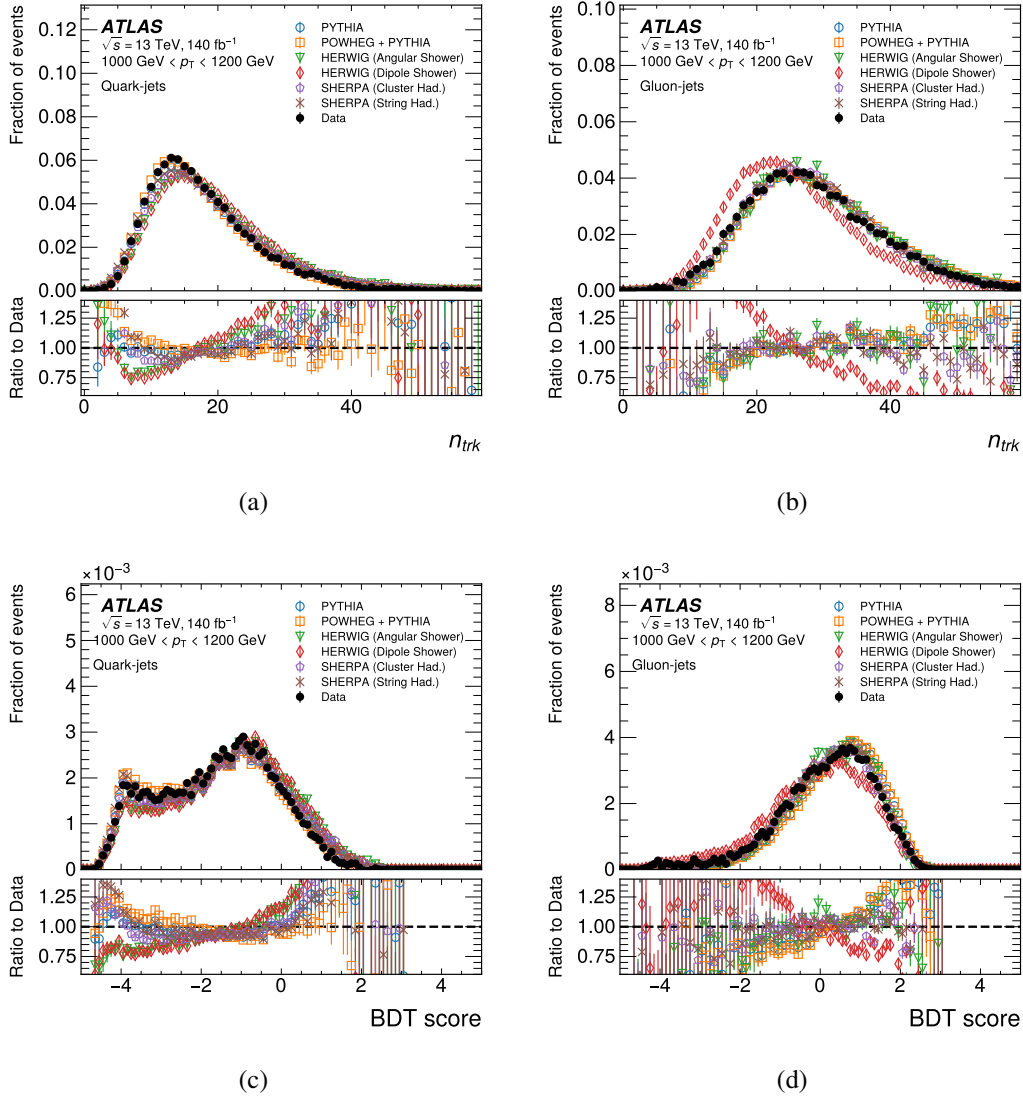 ATLAS
√s = 13 TeV, 140 fb⁻¹
1000 GeV < pT < 1200 GeV
Quark-jets
PYTHIA
POWHEG + PYTHIA
HERWIG (Angular Shower)
HERWIG (Dipole Shower)
SHERPA (Cluster Had.)
SHERPA (String Had.)
Data
Fraction of events
0.12
0.10
0.08
0.06
0.04
0.02
0.00
Ratio to Data
1.25
1.00
0.75
0 20 40
n_trk
(a)
ATLAS
√s = 13 TeV, 140 fb⁻¹
1000 GeV < pT < 1200 GeV
Gluon-jets
PYTHIA
POWHEG + PYTHIA
HERWIG (Angular Shower)
HERWIG (Dipole Shower)
SHERPA (Cluster Had.)
SHERPA (String Had.)
Data
Fraction of events
0.10
0.08
0.06
0.04
0.02
0.00
Ratio to Data
1.25
1.00
0.75
0 20 40
n_trk
(b)
×10⁻³
ATLAS
√s = 13 TeV, 140 fb⁻¹
1000 GeV < pT < 1200 GeV
Quark-jets
PYTHIA
POWHEG + PYTHIA
HERWIG (Angular Shower)
HERWIG (Dipole Shower)
SHERPA (Cluster Had.)
SHERPA (String Had.)
Data
Fraction of events
6
5
3
2
0
Ratio to Data
1.25
1.00
0.75
−4 −2 0 2 4
BDT score
(c)
×10⁻³
ATLAS
√s = 13 TeV, 140 fb⁻¹
1000 GeV < pT < 1200 GeV
Gluon-jets
PYTHIA
POWHEG + PYTHIA
HERWIG (Angular Shower)
HERWIG (Dipole Shower)
SHERPA (Cluster Had.)
SHERPA (String Had.)
Data
Fraction of events
8
6
4
2
0
Ratio to Data
1.25
1.00
0.75
−4 −2 0 2 4
BDT score
(d)